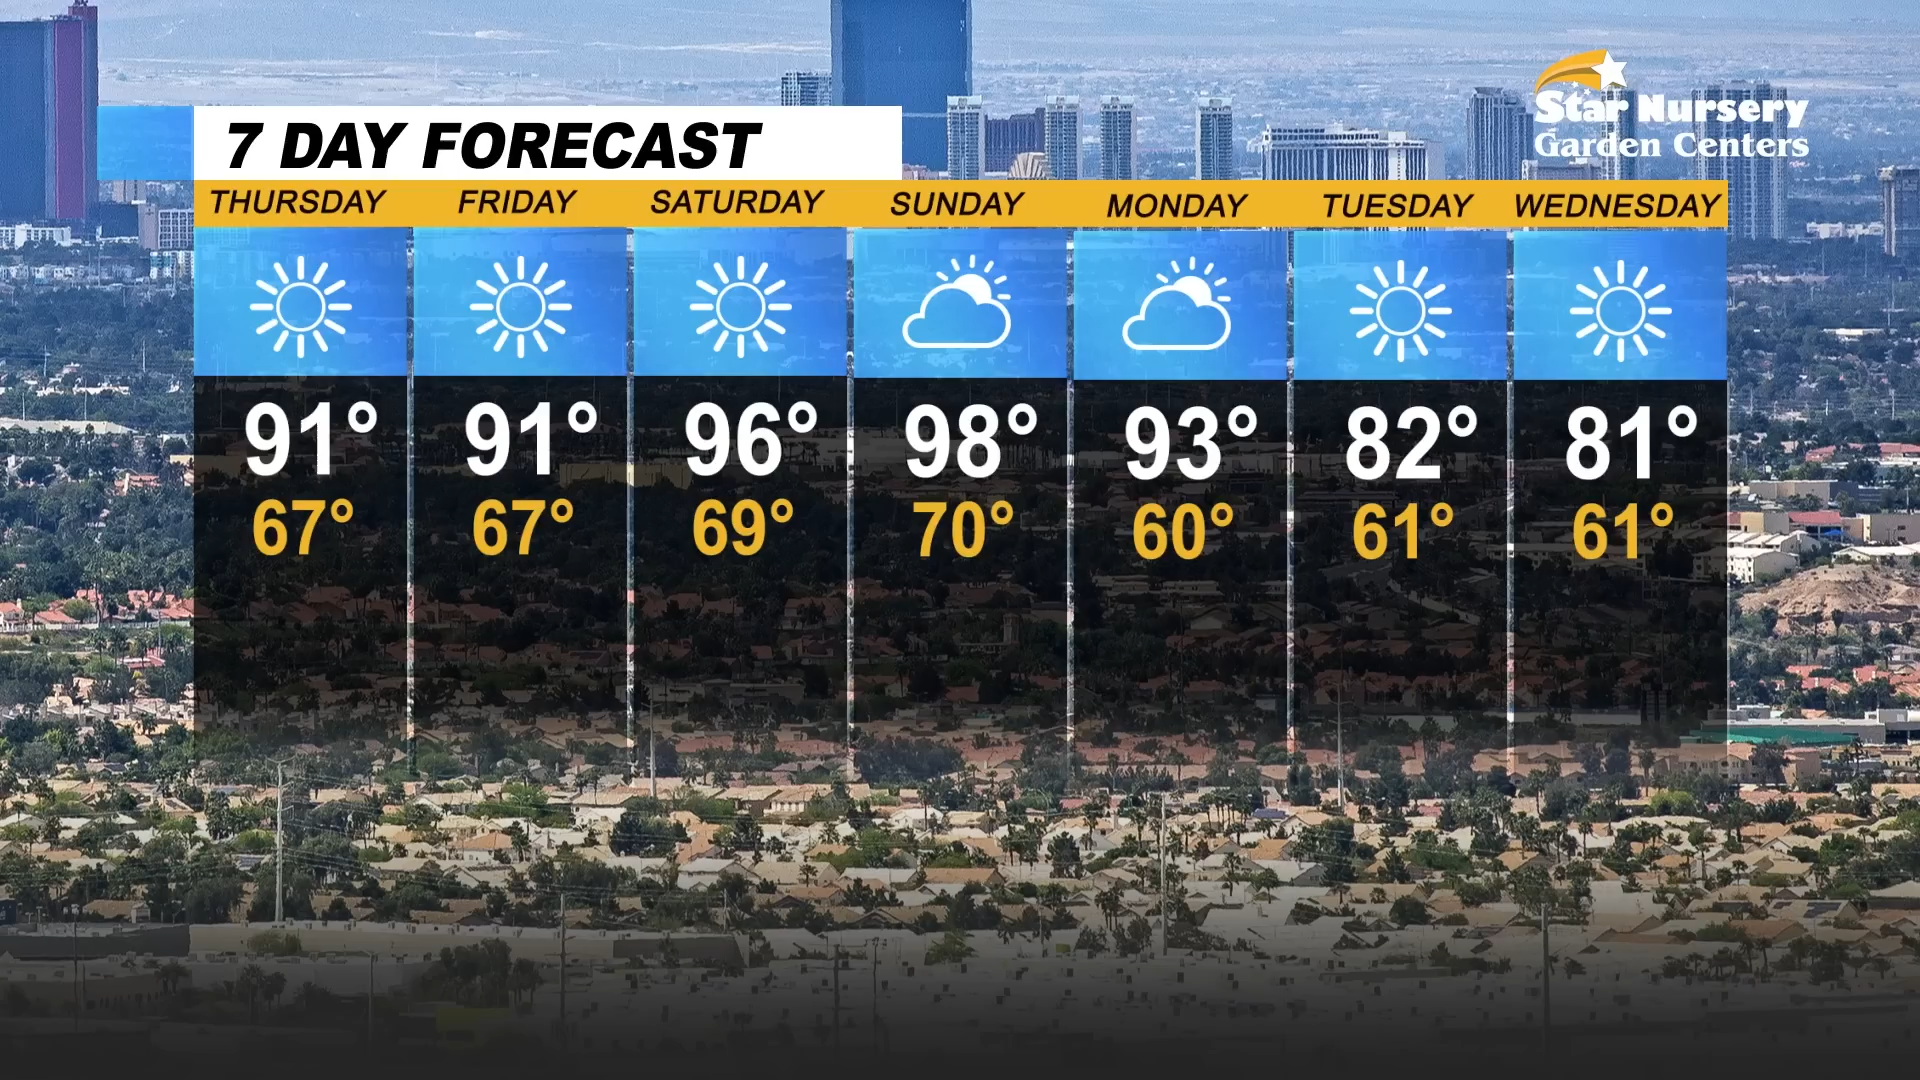 Star Nursery
Garden Centers
7 DAY FORECAST
THURSDAY FRIDAY SATURDAY SUNDAY MONDAY TUESDAY WEDNESDAY
91° 91° 96° 98° 93° 82° 81°
67° 67° 69° 70° 60° 61° 61°